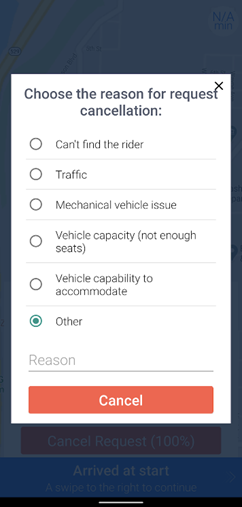 N/A
min
Choose the reason for request
cancellation:
Can't find the rider
Traffic
Mechanical vehicle issue
Vehicle capacity (not enough
seats)
Vehicle capability to
accommodate
Other
Reason
Cancel
Cancel Request (100%)
Arrived at start
A swipe to the right to continue